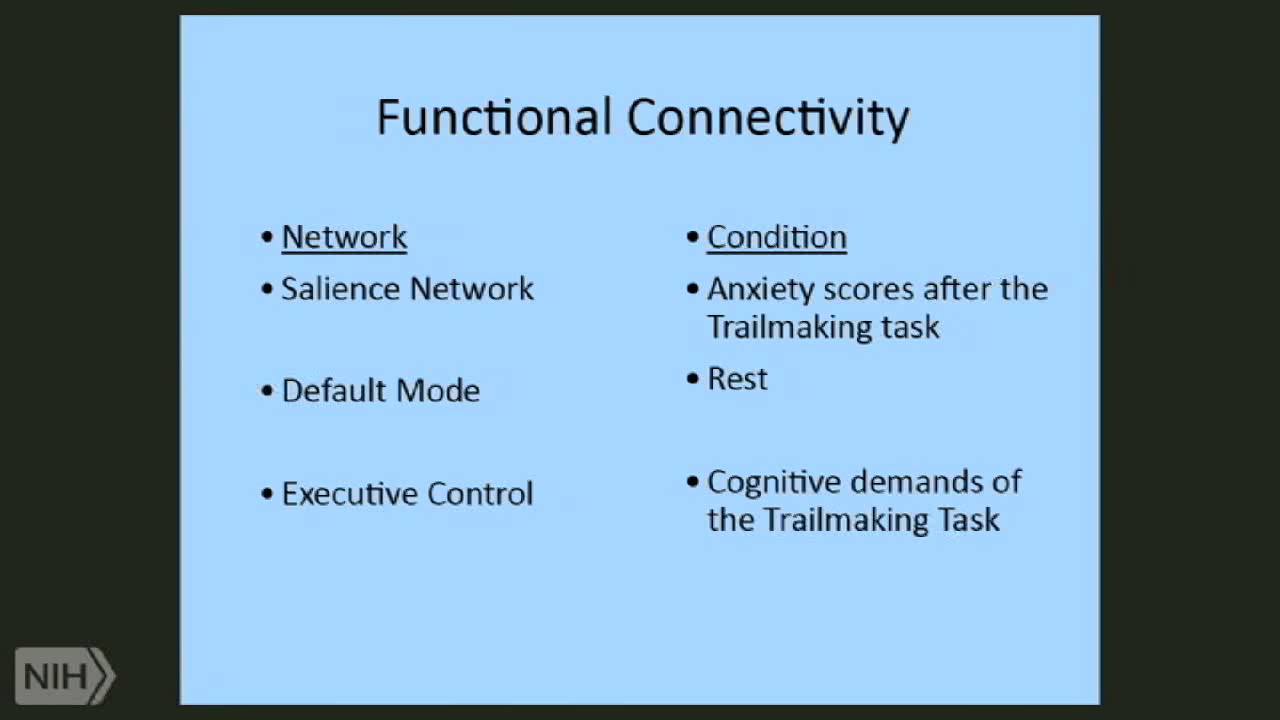 Functional Connectivity
• Network
• Salience Network
• Default Mode
• Executive Control
• Condition
• Anxiety scores after the
Trailmaking task
• Rest
• Cognitive demands of
the Trailmaking Task
NIH